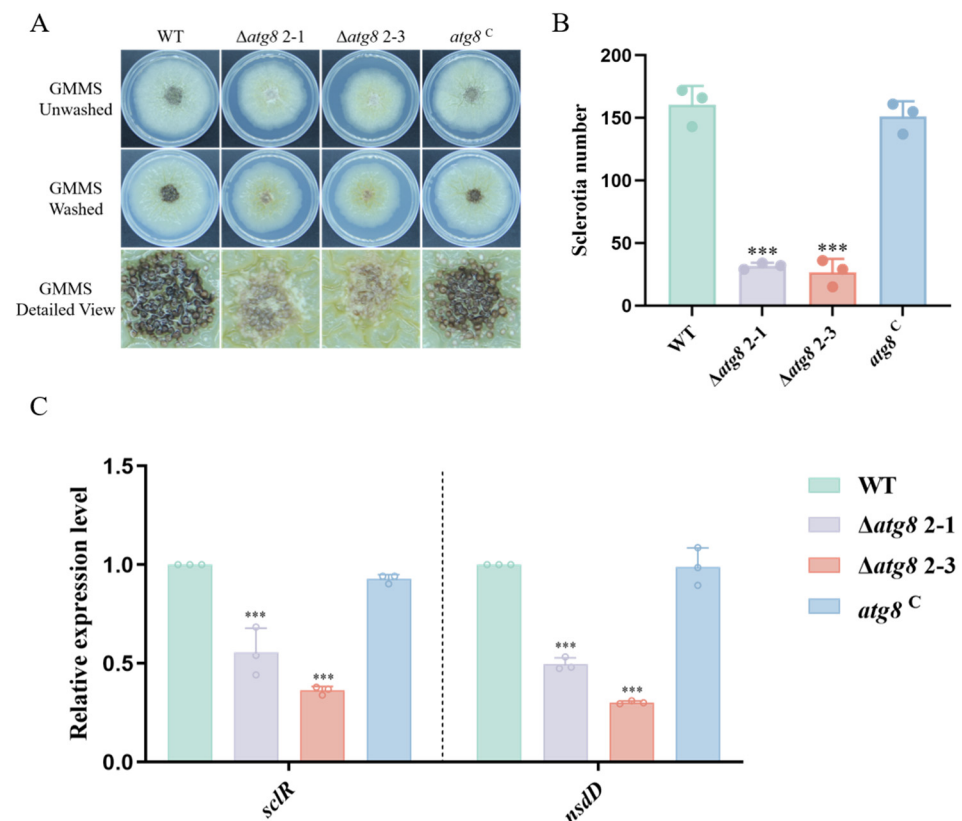 A
WT
Δatg8 2-1
Δatg8 2-3
atg8 C
GMMS
Unwashed
GMMS
Washed
GMMS
Detailed View
B
Sclerotia number
200
150
100
50
0
***
***
WT
Δatg8 2-1
Δatg8 2-3
atg8 C
C
Relative expression level
1.5
1.0
0.5
0.0
***
***
***
***
sclR
nsdD
WT
Δatg8 2-1
Δatg8 2-3
atg8 C